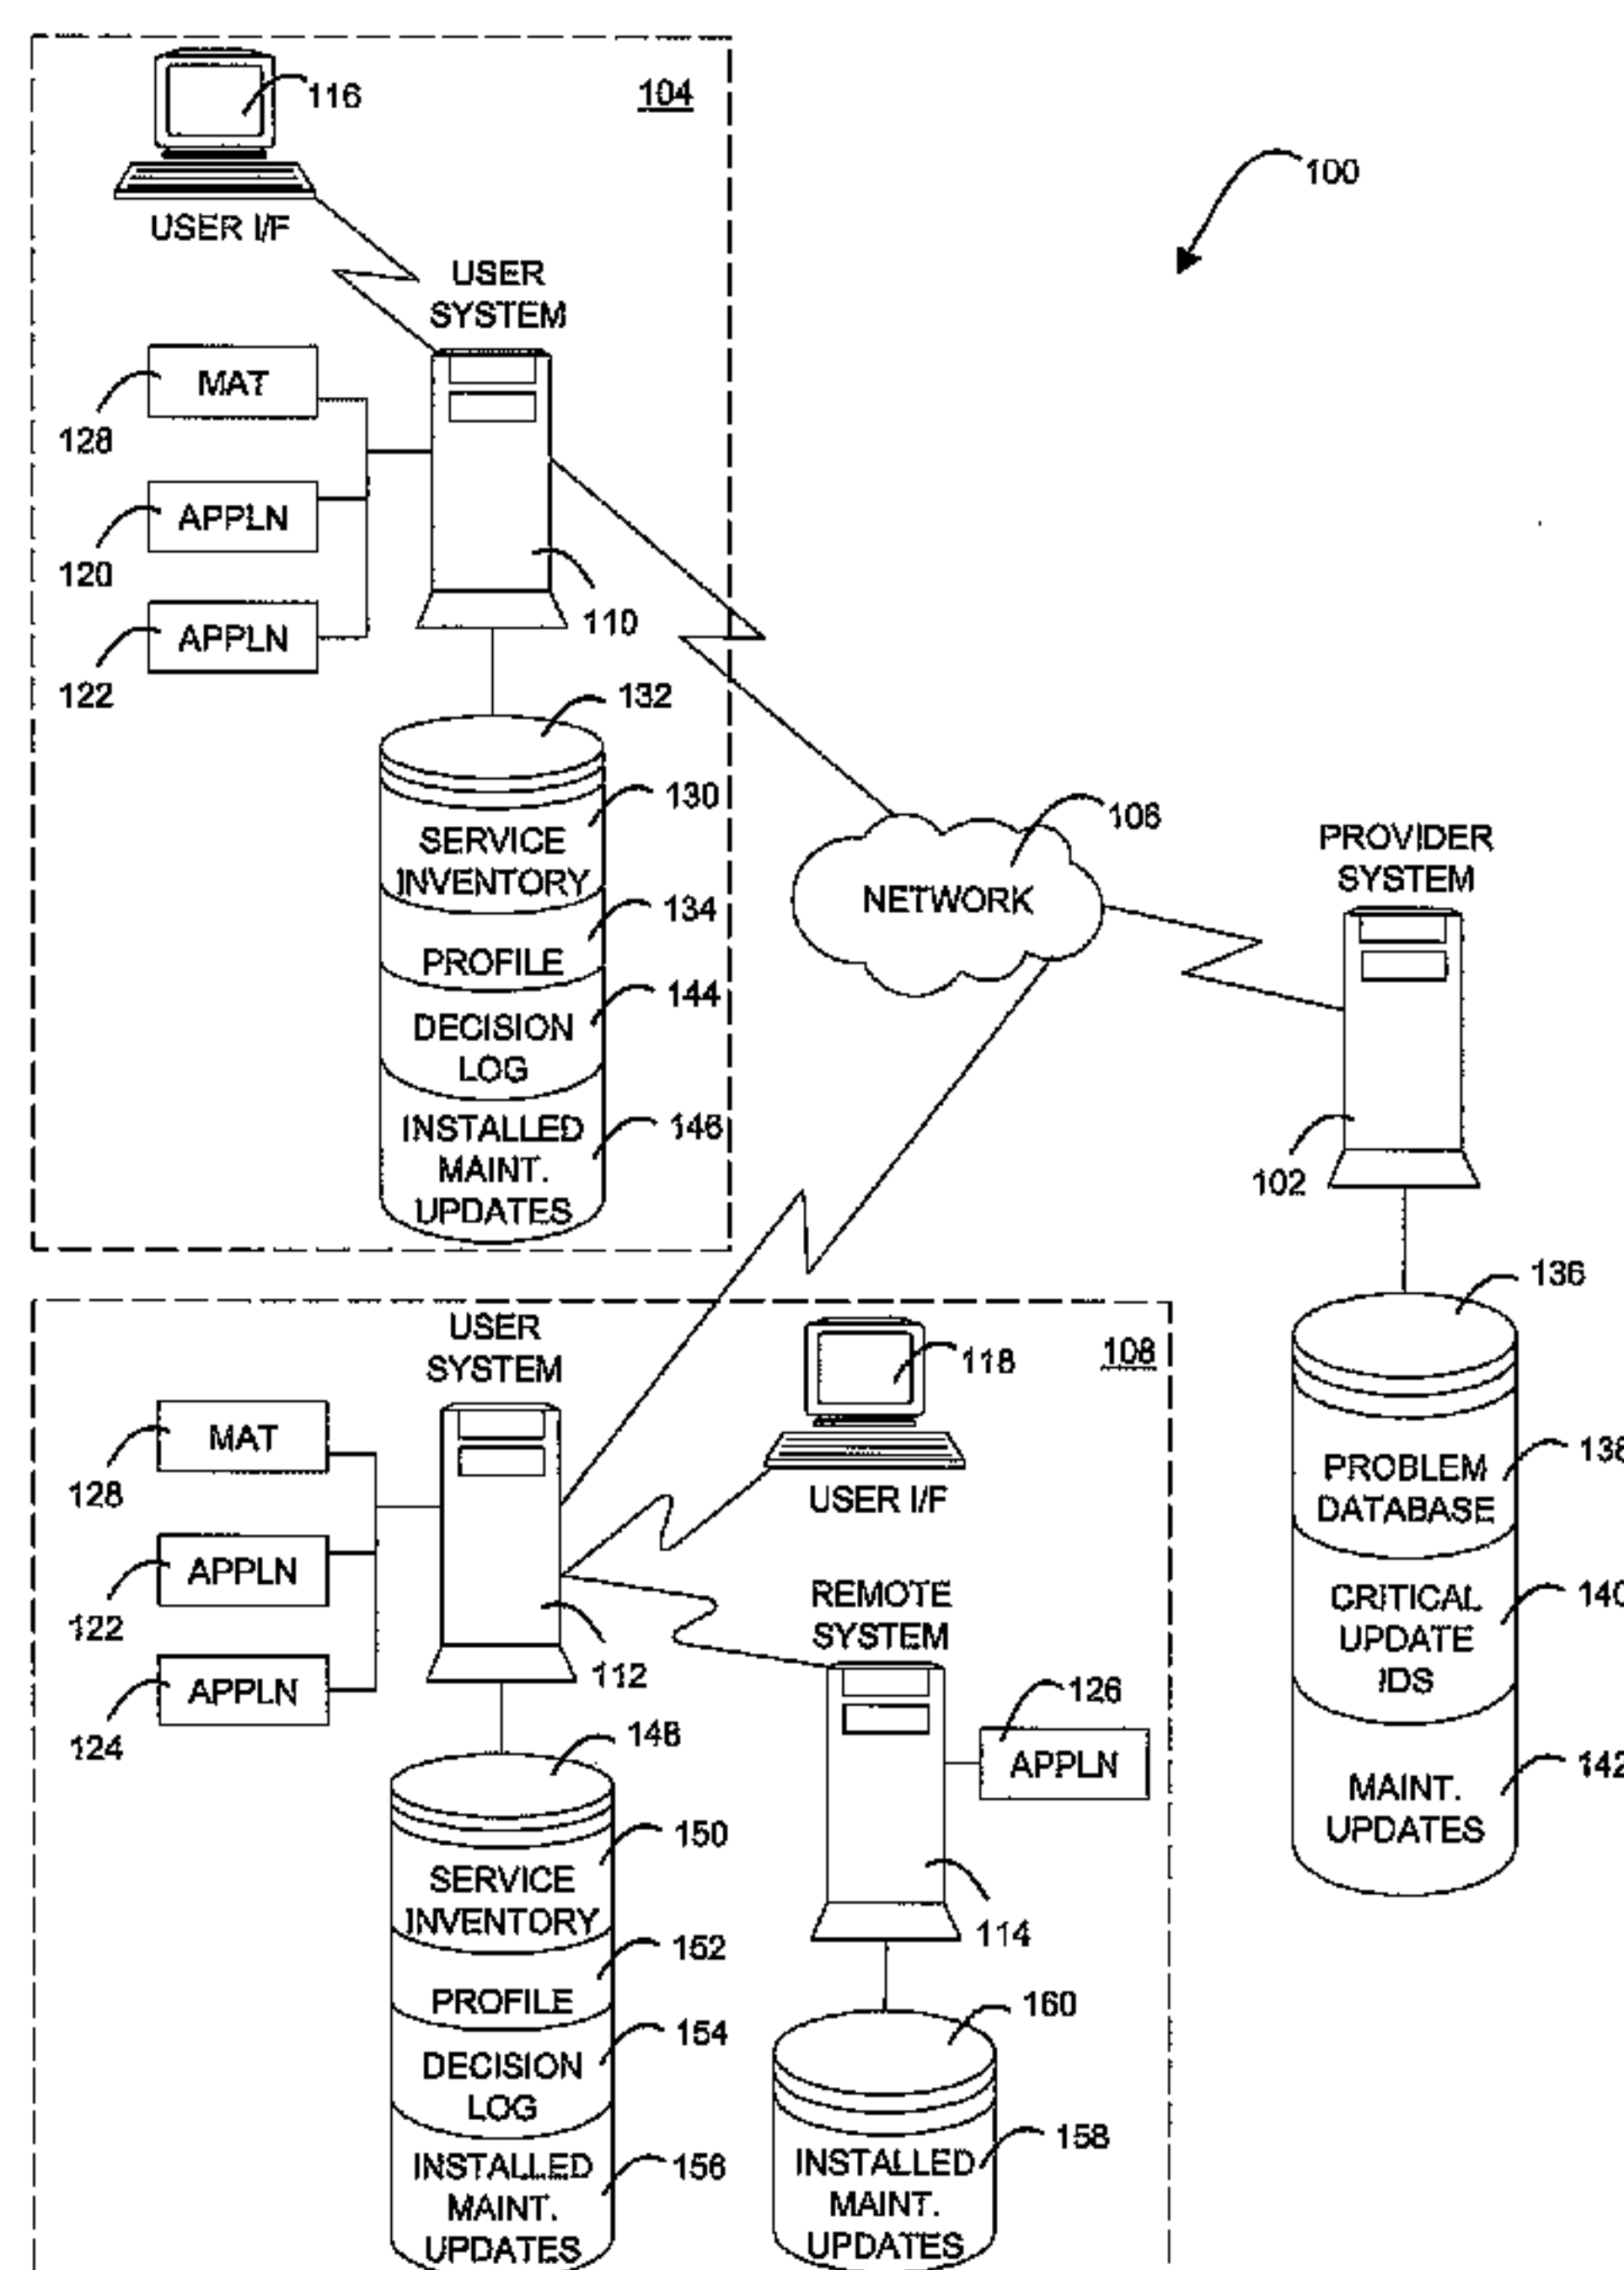 116
104
100
USER I/F
USER
SYSTEM
MAT
128
APPLN
120
110
APPLN
122
132
130
SERVICE
INVENTORY
134
PROFILE
144
DECISION
LOG
146
INSTALLED
MAINT.
UPDATES
106
NETWORK
PROVIDER
SYSTEM
102
136
138
PROBLEM
DATABASE
140
CRITICAL
UPDATE
IDS
142
MAINT.
UPDATES
USER
SYSTEM
118
108
MAT
128
USER I/F
APPLN
122
112
APPLN
124
REMOTE
SYSTEM
126
APPLN
114
148
150
SERVICE
INVENTORY
152
PROFILE
154
DECISION
LOG
156
INSTALLED
MAINT.
UPDATES
160
158
INSTALLED
MAINT.
UPDATES